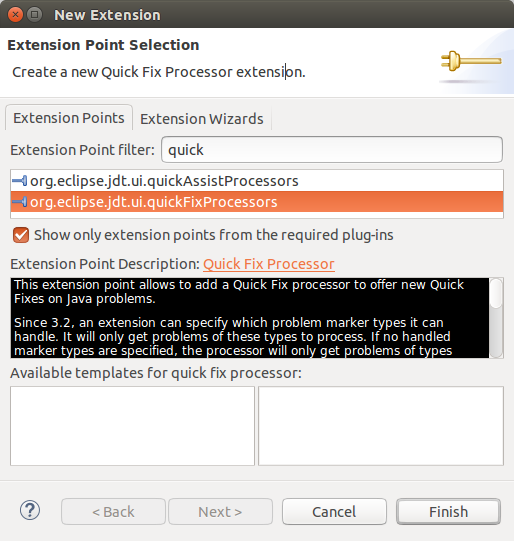 New Extension
Extension Point Selection
Create a new Quick Fix Processor extension.
Extension Points
Extension Wizards
Extension Point filter: quick
org.eclipse.jdt.ui.quickAssistProcessors
org.eclipse.jdt.ui.quickFixProcessors
Show only extension points from the required plug-ins
Extension Point Description: Quick Fix Processor
This extension point allows to add a Quick Fix processor to offer new Quick
Fixes on Java problems.
Since 3.2, an extension can specify which problem marker types it can
handle. It will only get problems of these types to process. If no handled
marker types are specified, the processor will only get problems of types
Available templates for quick fix processor:
?
< Back
Next >
Cancel
Finish